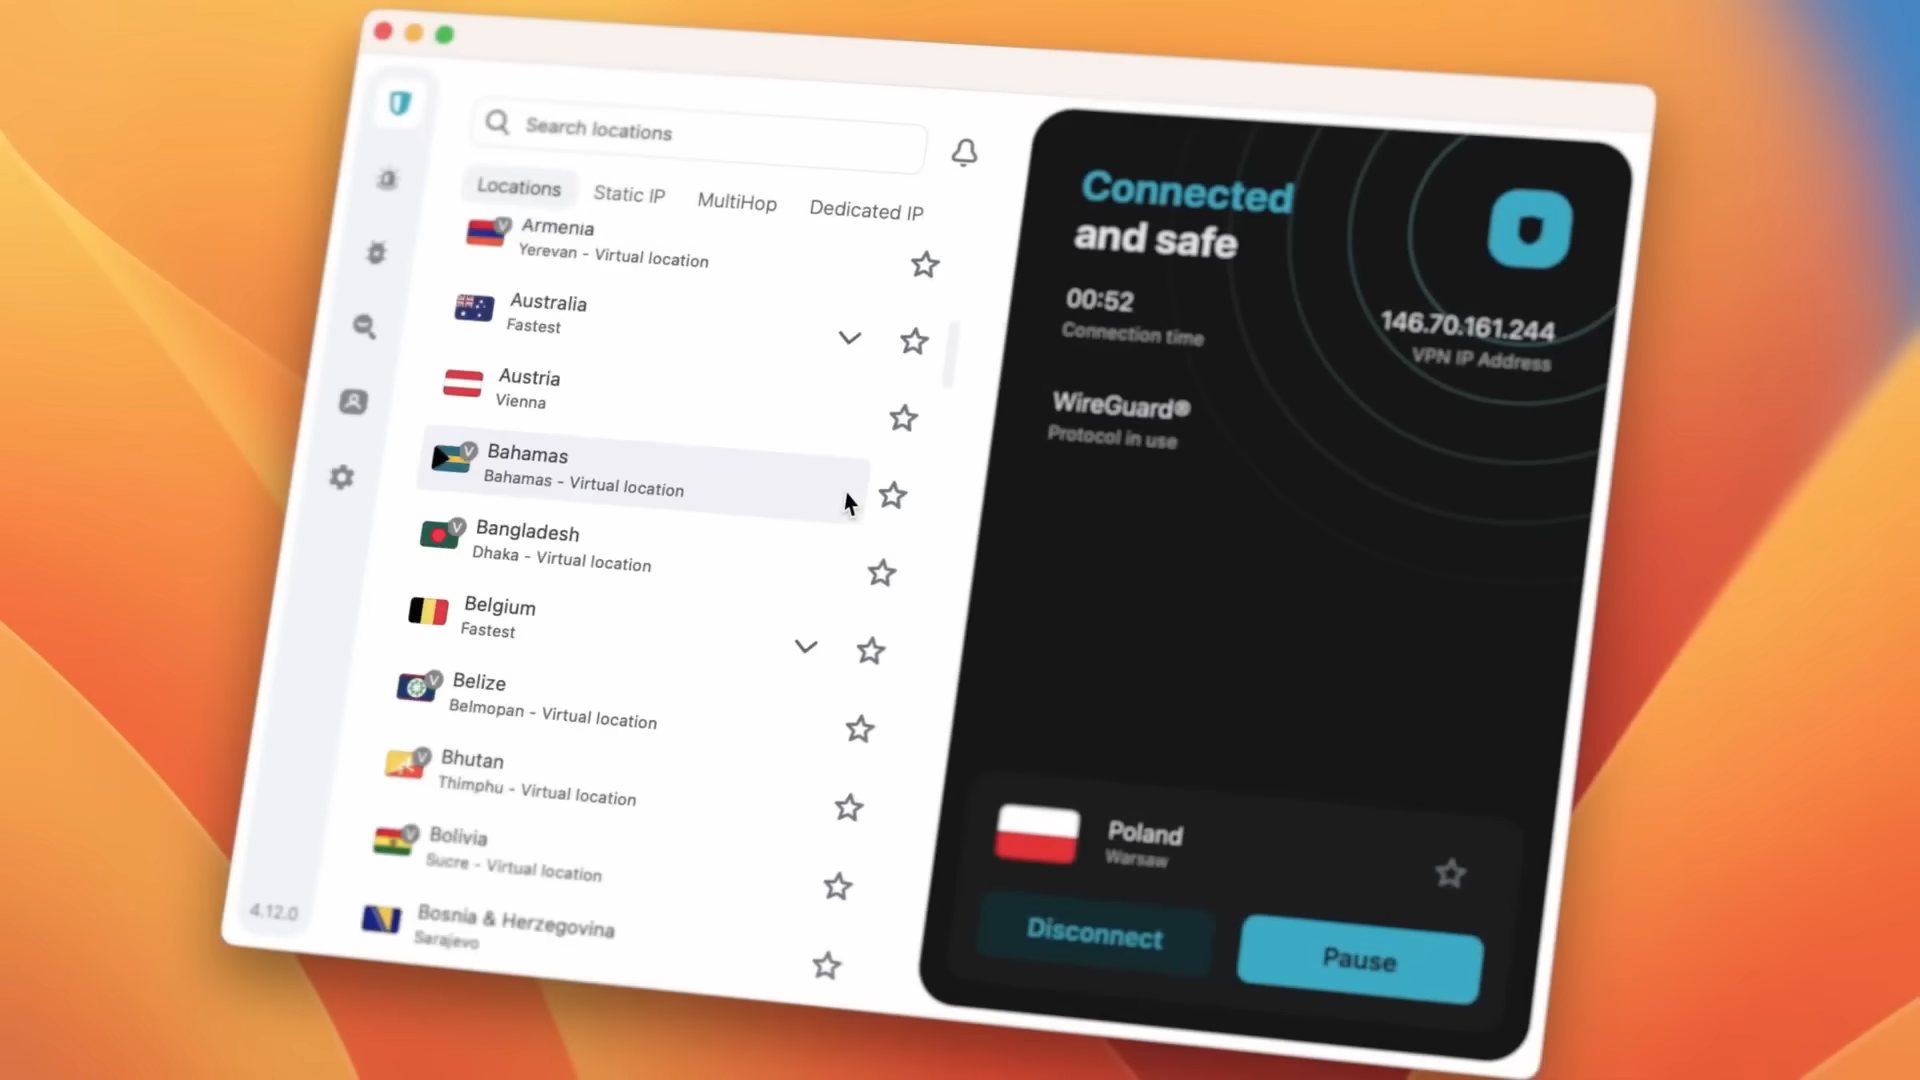 Search locations
Locations
Static IP
MultiHop
Dedicated IP
Armenia
Yerevan - Virtual location
V
Australia
Fastest
Austria
Vienna
Bahamas
Bahamas - Virtual location
V
Bangladesh
Dhaka - Virtual location
V
Belgium
Fastest
Belize
Belmopan - Virtual location
V
Bhutan
Thimphu - Virtual location
V
Bolivia
Sucre - Virtual location
V
Bosnia & Herzegovina
Sarajevo
4.12.0
Connected
and safe
00:52
Connection time
146.70.161.244
VPN IP Address
WireGuard®
Protocol in use
Poland
Warsaw
Disconnect
Pause